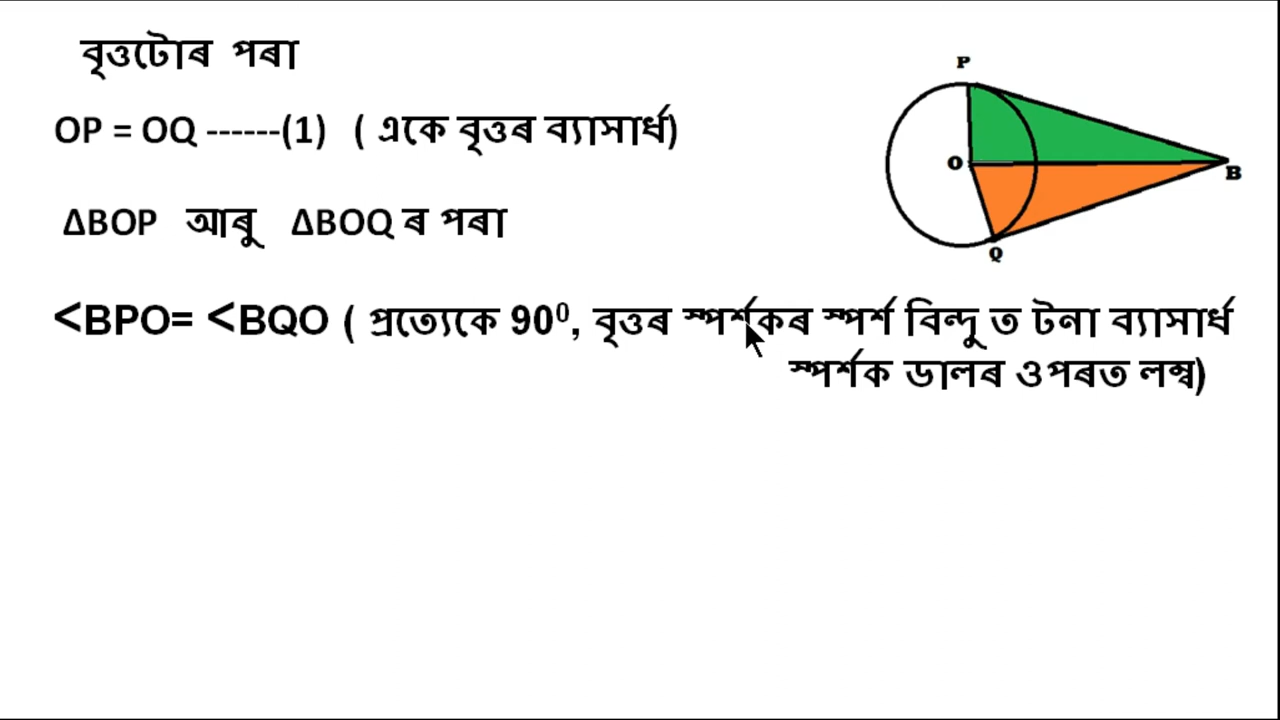 বৃত্তটোৰ পৰা
OP = OQ ------(1) ( একে বৃত্তৰ ব্যাসাৰ্ধ)
ΔBOP আৰু ΔBOQ ৰ পৰা
<BPO= <BQO ( প্ৰত্যেকে 90⁰, বৃত্তৰ স্পৰ্শকৰ স্পৰ্শ বিন্দু ত টনা ব্যাসাৰ্ধ
স্পৰ্শক ডালৰ ওপৰত লম্ব)
P
O
B
Q